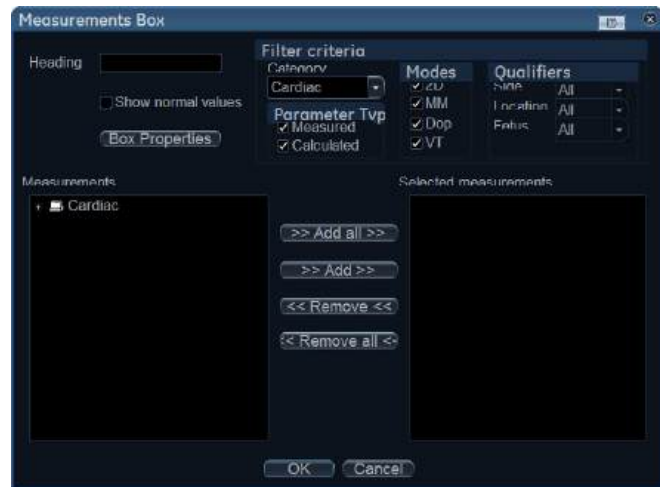 Measurements Box
Heading
Show normal values
Box Properties
Filter criteria
Category
Cardiac
Parameter Typ
Measured
Calculated
Modes
2D
MM
Dop
VT
Qualifiers
Side All
Location All
Fetus All
Measurements
Cardiac
>> Add all >>
>> Add >>
<< Remove <<
< Remove all <
Selected measurements
OK
Cancel